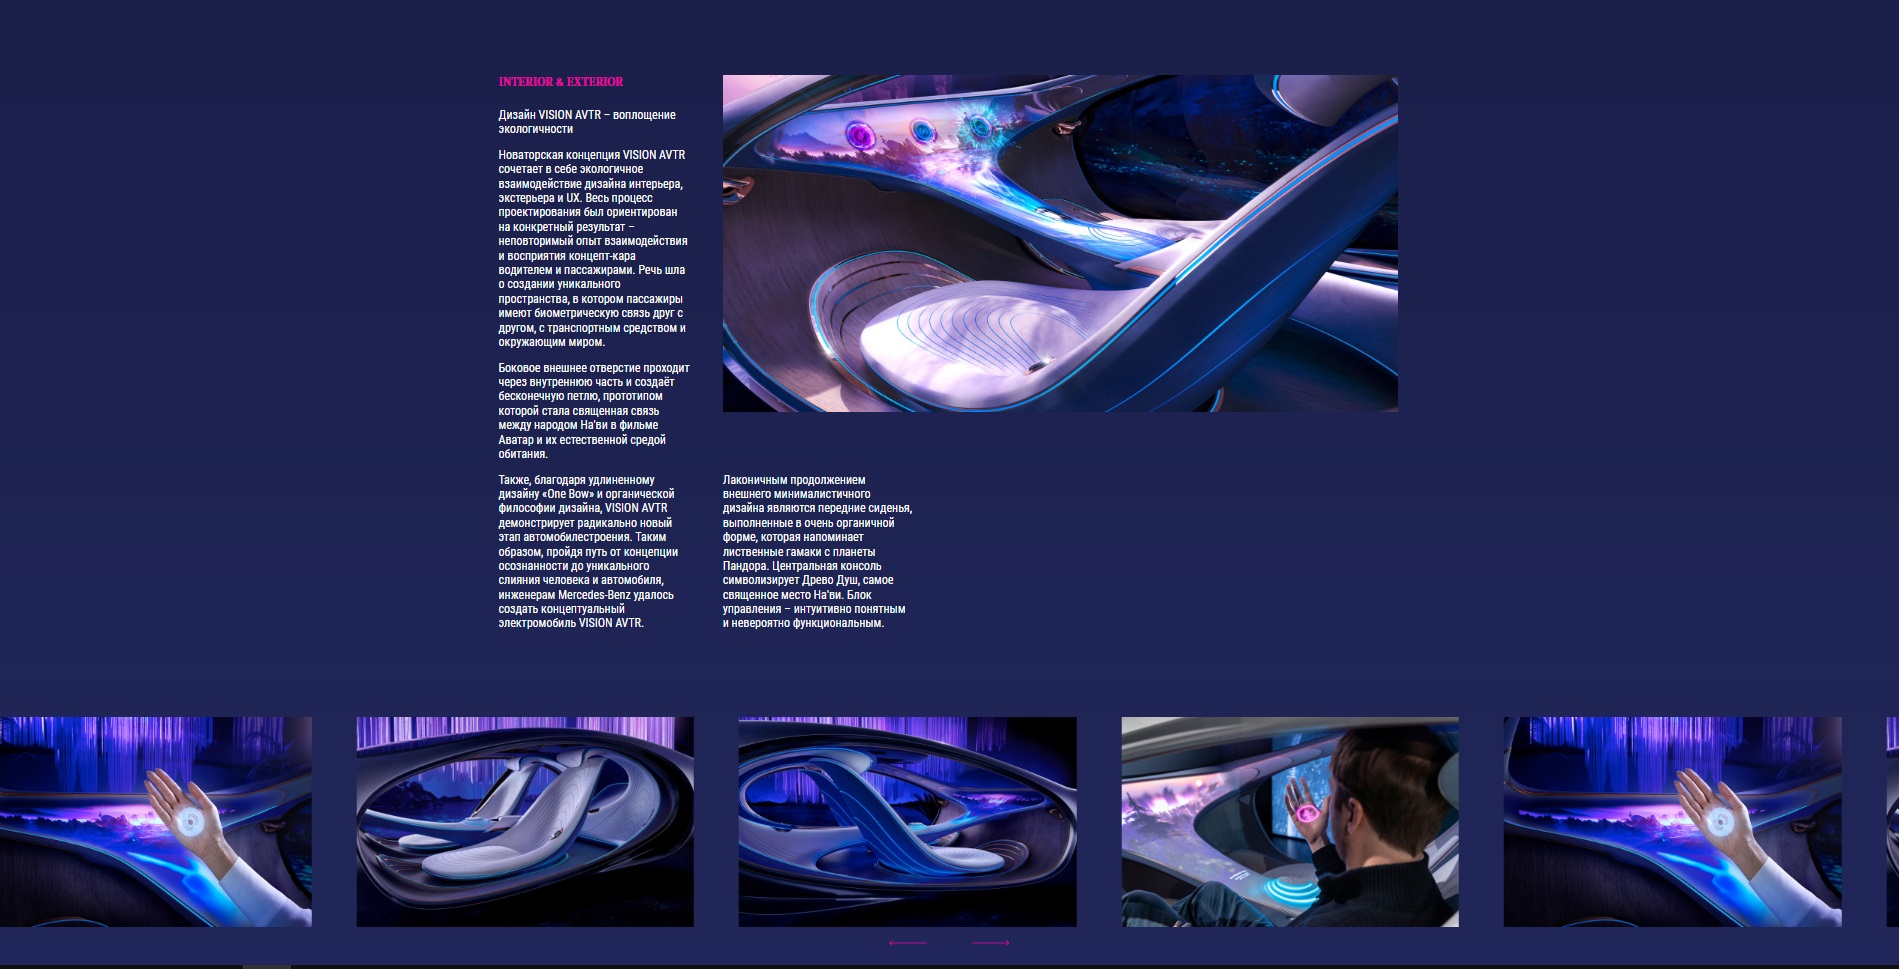 INTERIOR & EXTERIOR
Дизайн VISION AVTR – воплощение
экологичности
Новаторская концепция VISION AVTR
сочетает в себе экологичное
взаимодействие дизайна интерьера,
экстерьера и UX. Весь процесс
проектирования был ориентирован
на конкретный результат –
неповторимый опыт взаимодействия
и восприятия концепт-кара
водителем и пассажирами. Речь шла
о создании уникального
пространства, в котором пассажиры
имеют биометрическую связь друг с
другом, с транспортным средством и
окружающим миром.
Боковое внешнее отверстие проходит
через внутреннюю часть и создаёт
бесконечную петлю, прототипом
которой стала священная связь
между народом На'ви в фильме
Аватар и их естественной средой
обитания.
Также, благодаря удлиненному
дизайну «One Bow» и органической
философии дизайна, VISION AVTR
демонстрирует радикально новый
этап автомобилестроения. Таким
образом, пройдя путь от концепции
осознанности до уникального
слияния человека и автомобиля,
инженерам Mercedes-Benz удалось
создать концептуальный
электромобиль VISION AVTR.
Лаконичным продолжением
внешнего минималистичного
дизайна являются передние сиденья,
выполненные в очень органичной
форме, которая напоминает
лиственные гамаки с планеты
Пандора. Центральная консоль
символизирует Древо Душ, самое
священное место На'ви. Блок
управления – интуитивно понятным
и невероятно функциональным.